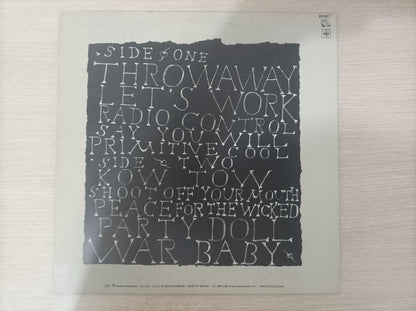 SIDE ONE
THROWAWAY
LET'S WORK
RADIO CONTROL
SAY YOU WILL
PRIMITIVE COOL
SIDE TWO
KOW TOW
SHOOT OFF YOUR MOUTH
PEACE FOR THE WICKED
PARTY DOLL
WAR BABY